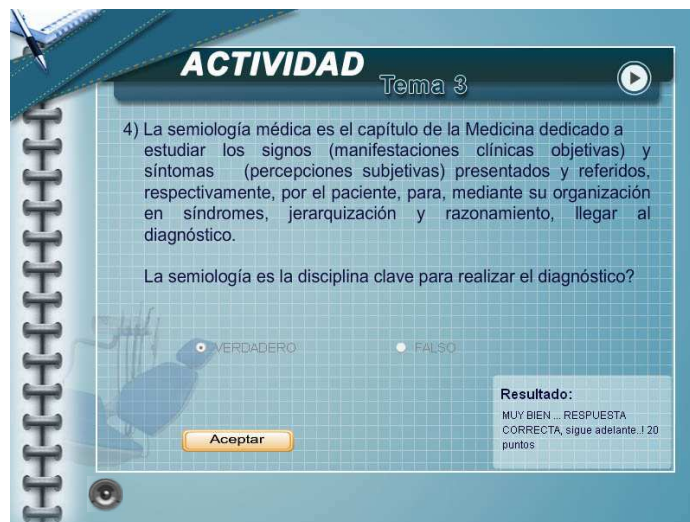 ACTIVIDAD
Tema 3
4) La semiología médica es el capítulo de la Medicina dedicado a
estudiar los signos (manifestaciones clínicas objetivas) y
síntomas (percepciones subjetivas) presentados y referidos,
respectivamente, por el paciente, para, mediante su organización
en síndromes, jerarquización y razonamiento, llegar al
diagnóstico.
La semiología es la disciplina clave para realizar el diagnóstico?
VERDADERO FALSO
Resultado:
MUY BIEN ... RESPUESTA
CORRECTA, sigue adelante..! 20
puntos
Aceptar